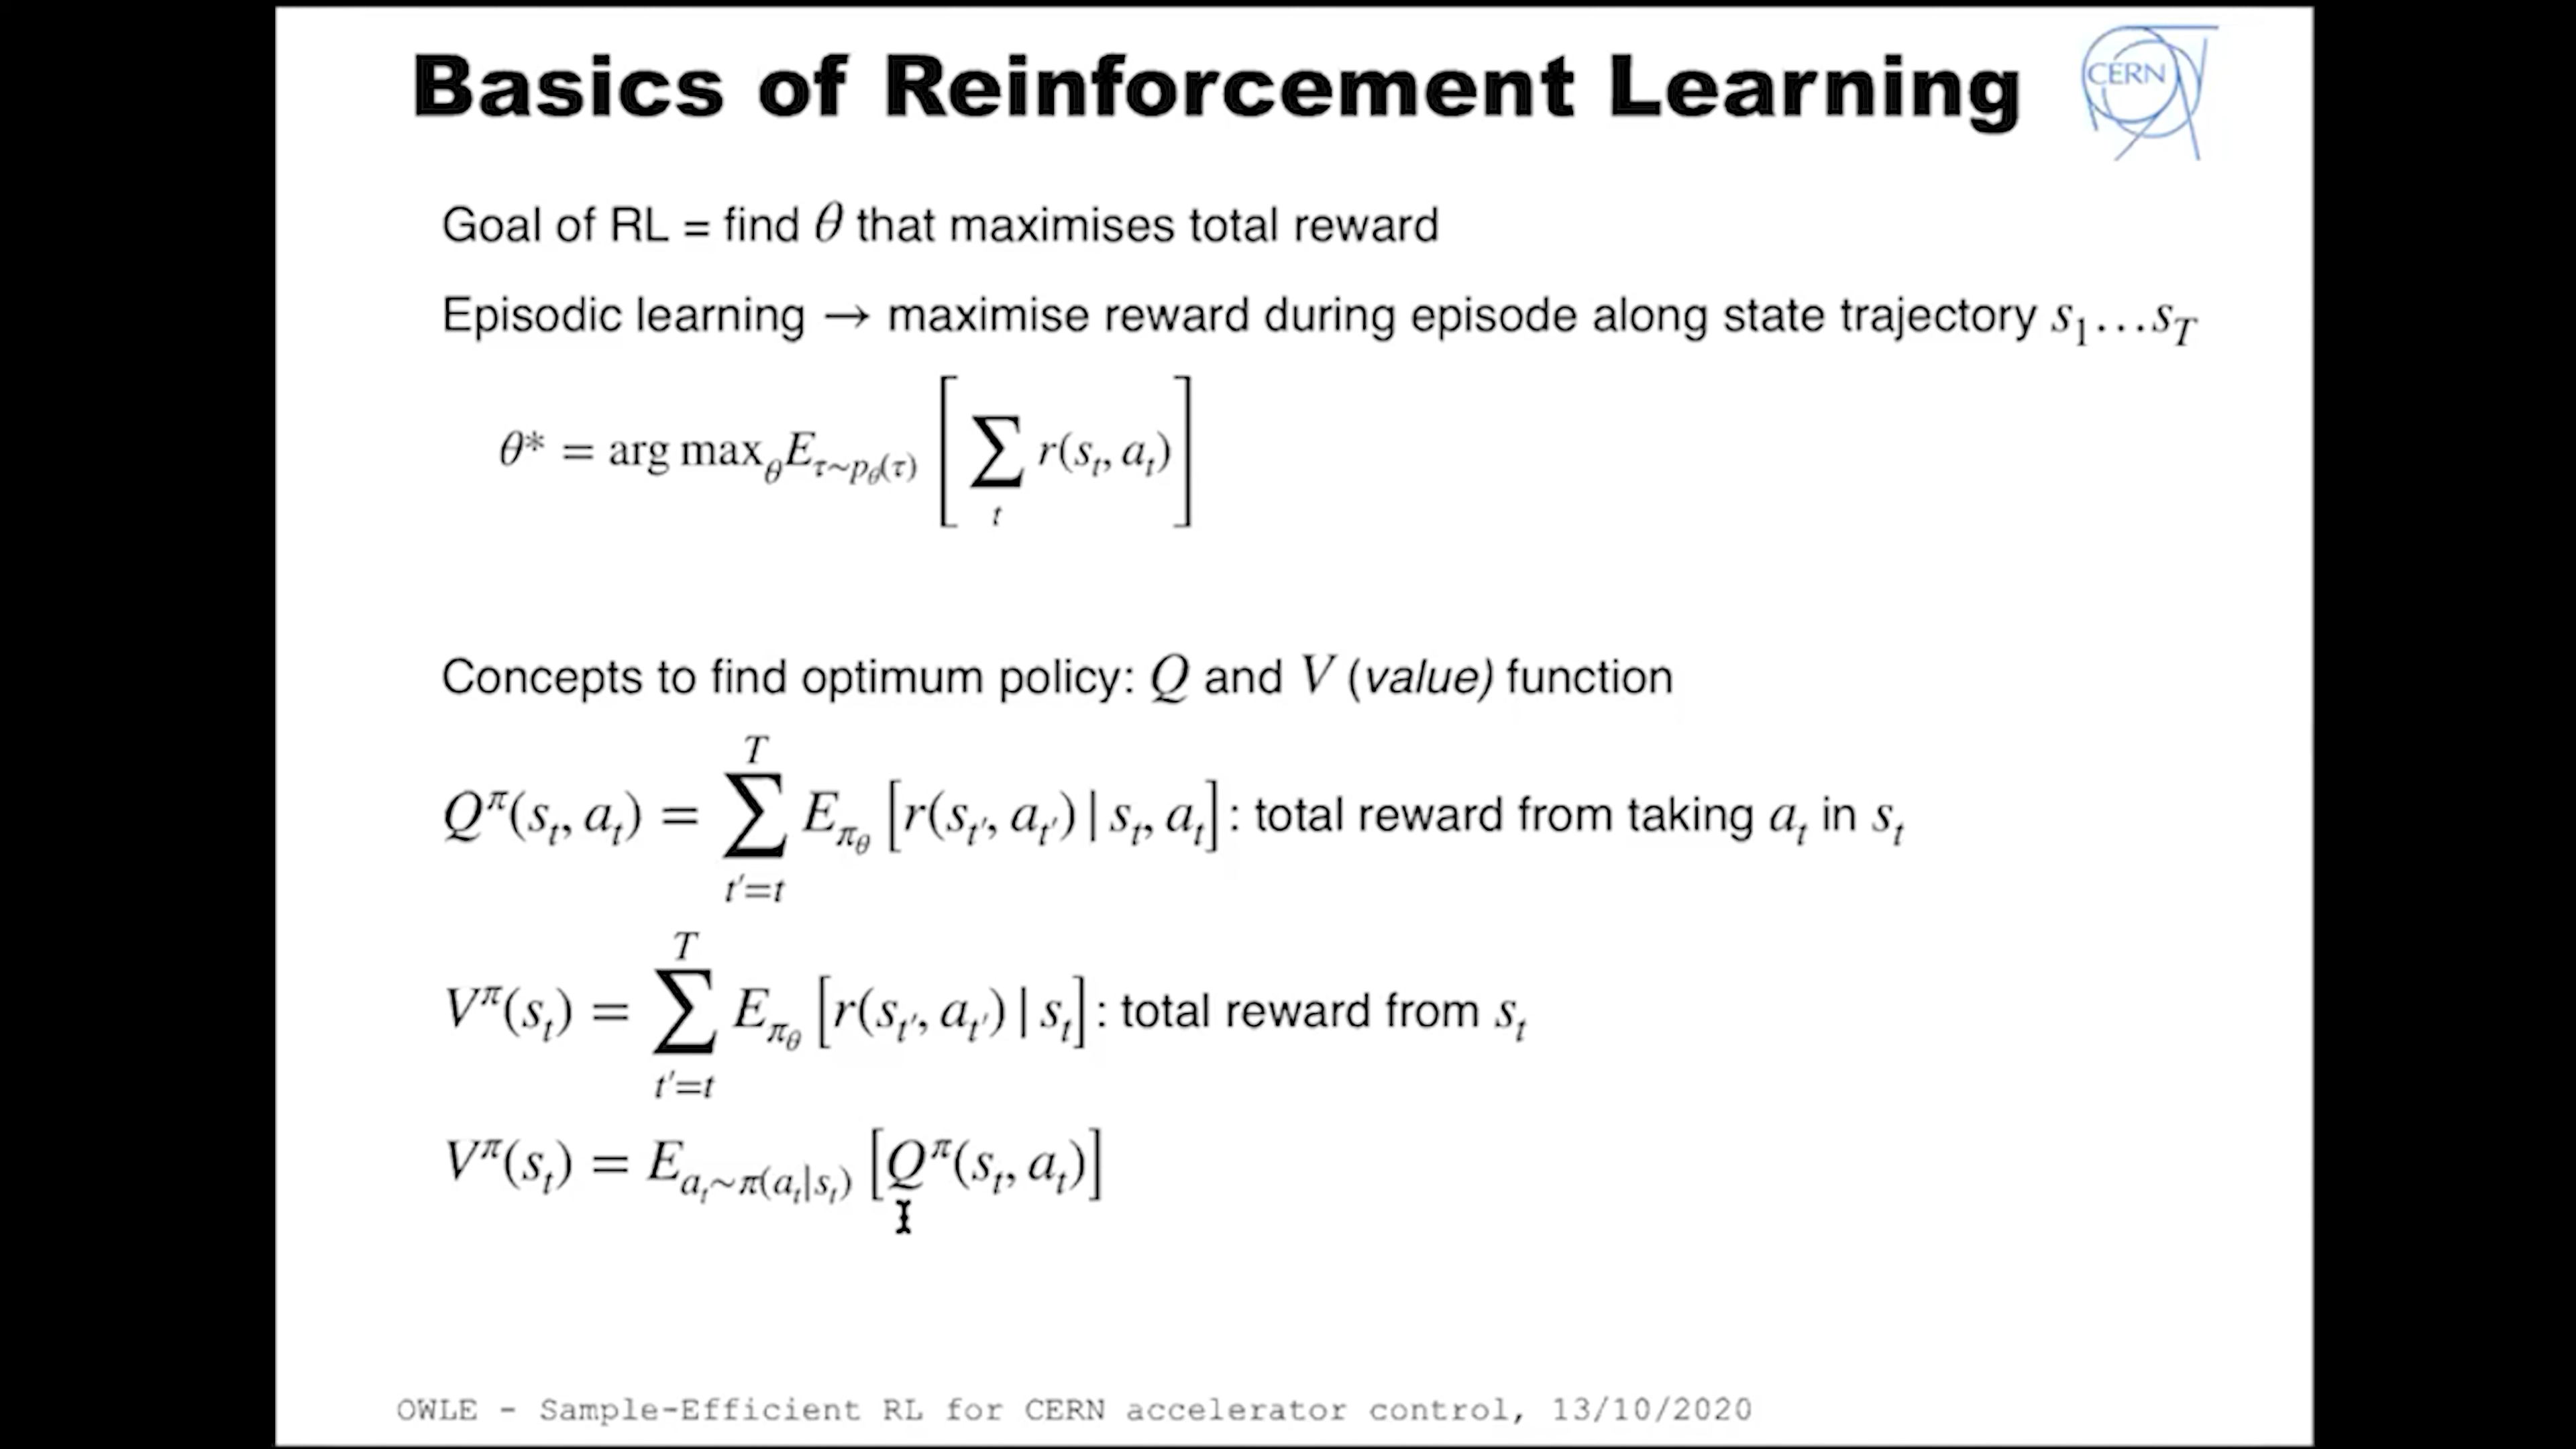 Basics of Reinforcement Learning
CERN
Goal of RL = find θ that maximises total reward
Episodic learning → maximise reward during episode along state trajectory s₁…s_T
θ* = arg max_θ E_{τ∼p_θ(τ)} [ ∑_t r(s_t, a_t) ]
Concepts to find optimum policy: Q and V (value) function
Q^π(s_t, a_t) = ∑_{t′=t}^{T} E_{π_θ} [r(s_{t′}, a_{t′}) | s_t, a_t] : total reward from taking a_t in s_t
V^π(s_t) = ∑_{t′=t}^{T} E_{π_θ} [r(s_{t′}, a_{t′}) | s_t] : total reward from s_t
V^π(s_t) = E_{a_t∼π(a_t|s_t)} [Q^π(s_t, a_t)]
OWLE - Sample-Efficient RL for CERN accelerator control, 13/10/2020